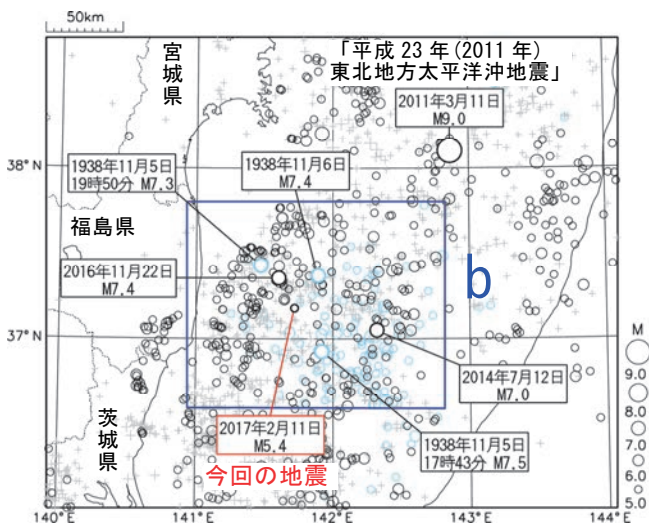 50km
「平成 23 年 (2011 年)
東北地方太平洋沖地震」
宮城県
2011年3月11日
M9.0
38°N
1938年11月5日
19時50分 M7.3
1938年11月6日
M7.4
福島県
2016年11月22日
M7.4
b
37°N
M
9.0
8.0
7.0
6.0
5.0
2014年7月12日
M7.0
2017年2月11日
M5.4
1938年11月5日
17時43分 M7.5
茨城県
今回の地震
140°E
141°E
142°E
143°E
144°E